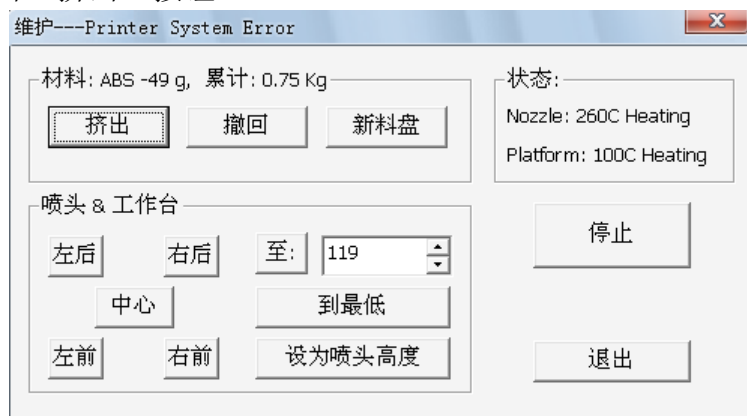 维护---Printer System Error
材料: ABS -49 g, 累计: 0.75 Kg
挤出 撤回 新料盘
状态:
Nozzle: 260C Heating
Platform: 100C Heating
喷头 & 工作台
左后 右后 至: 119
中心 到最低
左前 右前 设为喷头高度
停止
退出